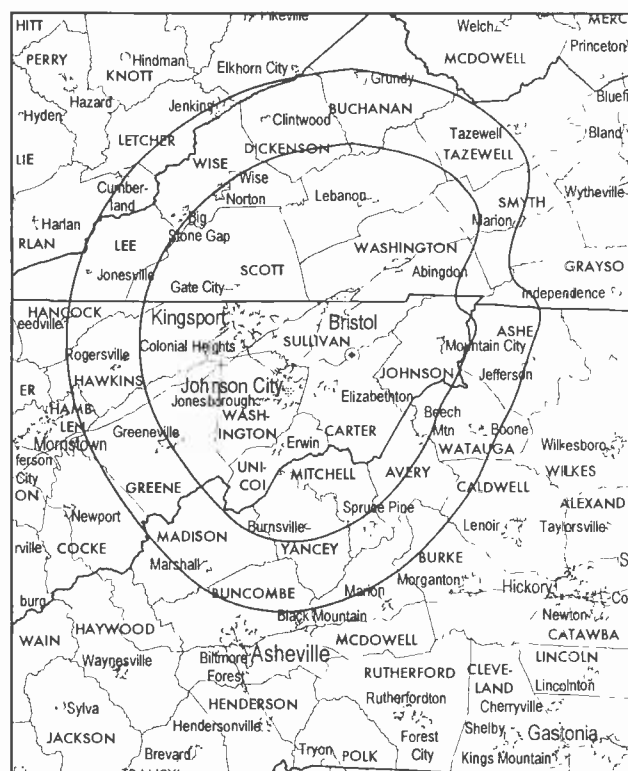 HITT
Pikeville
Welch
MERC
PERRY
Hindman
KNOTT
Elkhorn City
MCDOWELL
Princeton
Hazard
Grundy
Hyden
Jenkins
BUCHANAN
Bluef
Clintwood
LETCHER
Tazewell
Bland
LIE
WISE
DICKENSON
TAZEWELL
Cumber-
land
Wise
Norton
Lebanon
SMYTH
Wytheville
Harlan
Big
Stone Gap
Marion
RLAN
LEE
WASHINGTON
GRAYSO
Jonesville
SCOTT
Abingdon
Gate City
Independence
HANCOCK
eedville
Kingsport
Bristol
ASHE
Rogersville
Colonial Heights
SULLIVAN
Mountain City
HAWKINS
JOHNSON
Jefferson
ER
Johnson City
HAMB-
LEN
Jonesborough
Elizabethton
WASH-
INGTON
Beech
Mtn
Boone
Morristown
Greeneville
CARTER
WATAUGA
Wilkesboro
fferson
City
ON
Erwin
UNI-
COI
MITCHELL
AVERY
WILKES
GREENE
CALDWELL
ALEXAND
Newport
Spruce Pine
Burnsville
Lenoir
Taylorsville
rville
COCKE
MADISON
YANCEY
Marshall
BURKE
S
BUNCOMBE
Marion
Morganton
Hickory
Co
burg
Black Mountain
Newton
WAIN
HAYWOOD
MCDOWELL
CATAWBA
Waynesville
Biltmore
Forest
Asheville
LINCOLN
RUTHERFORD
CLEVE-
LAND
Lincolnton
HENDERSON
Rutherfordton
Cherryville
Sylva
Hendersonville
Forest
City
Shelby
Gastonia
JACKSON
Brevard
Tryon
POLK
Kings Mountain